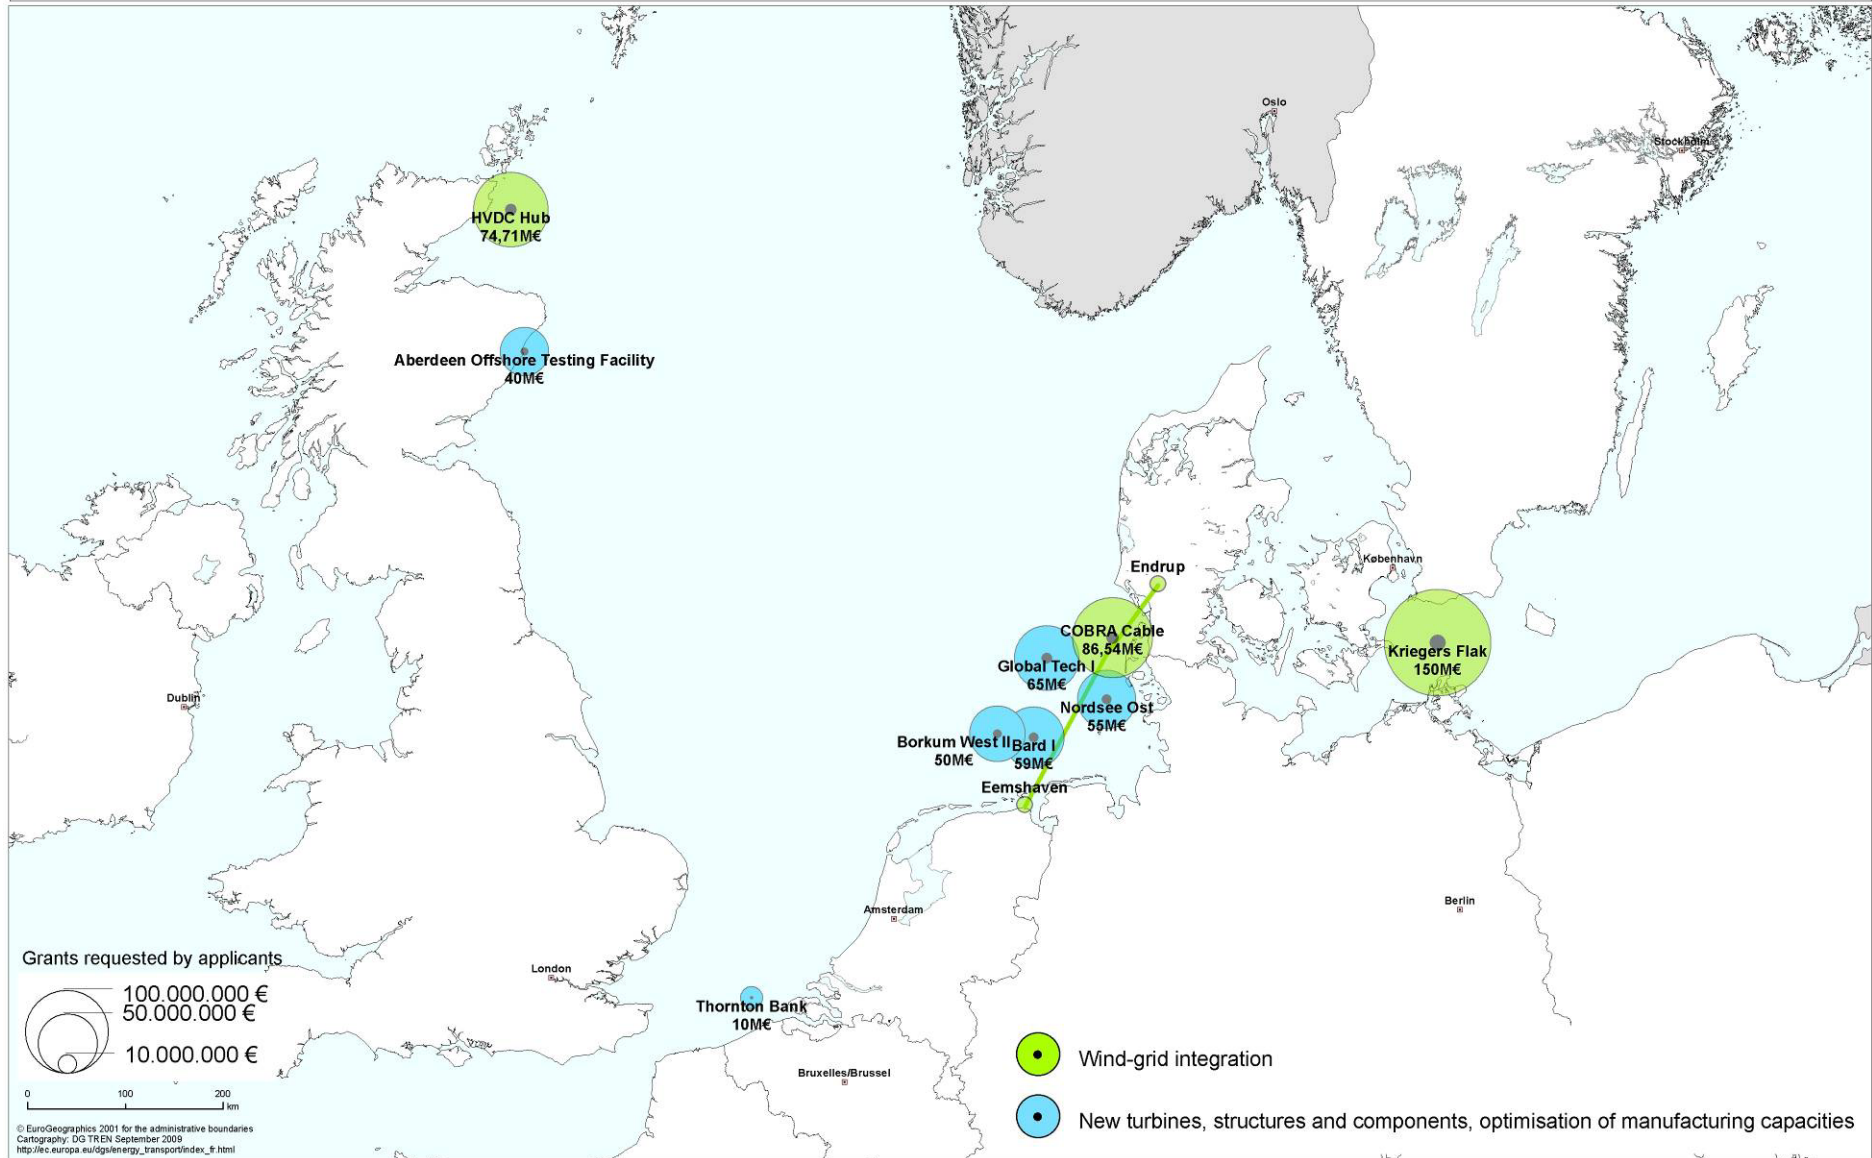 Oslo
Stockholm
HVDC Hub
74,71M€
Aberdeen Offshore Testing Facility
40M€
København
Endrup
COBRA Cable
86,54M€
Kriegers Flak
150M€
Global Tech I
65M€
Dublin
Nordsee Ost
55M€
Borkum West II
50M€
Bard I
59M€
Eemshaven
Amsterdam
Berlin
London
Thornton Bank
10M€
Bruxelles/Brussel
Grants requested by applicants
100.000.000 €
50.000.000 €
10.000.000 €
0 100 200
km
© EuroGeographics 2001 for the administrative boundaries
Cartography: DG TREN September 2009
http://ec.europa.eu/dgs/energy_transport/index_fr.html
Wind-grid integration
New turbines, structures and components, optimisation of manufacturing capacities